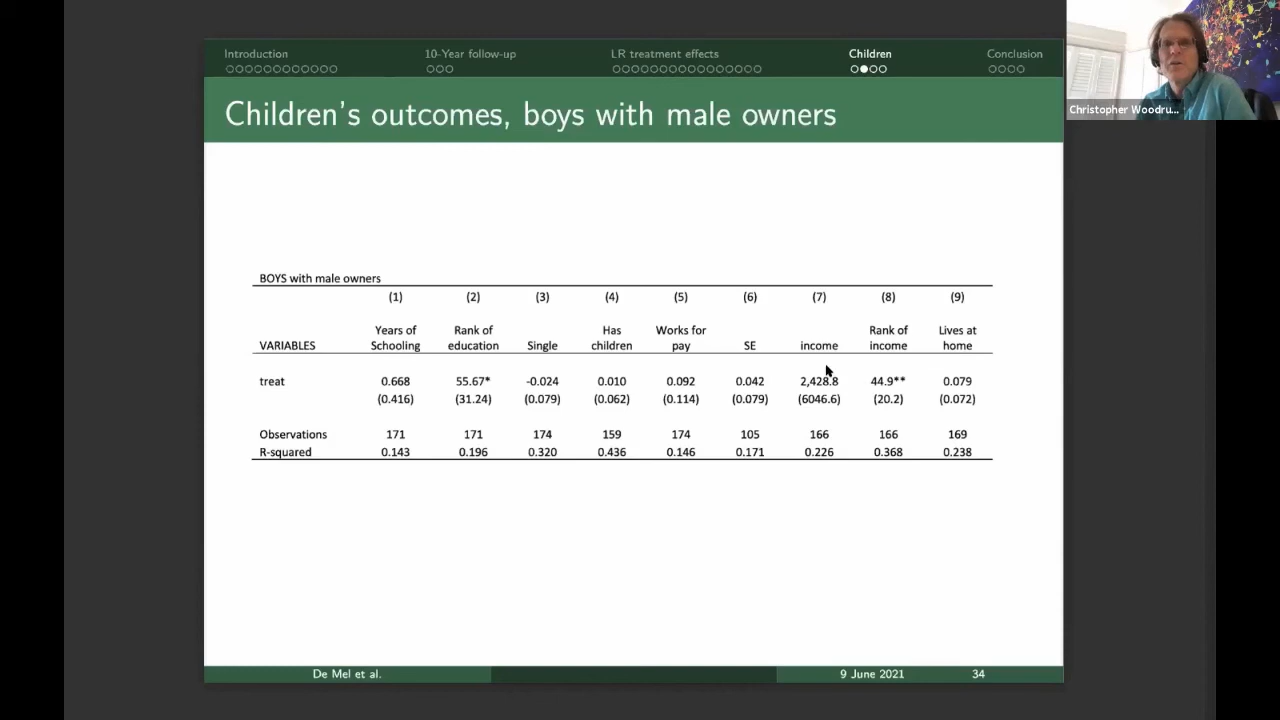 Introduction 10-Year follow-up LR treatment effects Children Conclusion
Christopher Woodru...
Children's outcomes, boys with male owners
BOYS with male owners
(1) (2) (3) (4) (5) (6) (7) (8) (9)
Years of Rank of Has Works for Rank of Lives at
VARIABLES Schooling education Single children pay SE income income home
treat 0.668 55.67* -0.024 0.010 0.092 0.042 2,428.8 44.9** 0.079
(0.416) (31.24) (0.079) (0.062) (0.114) (0.079) (6046.6) (20.2) (0.072)
Observations 171 171 174 159 174 105 166 166 169
R-squared 0.143 0.196 0.320 0.436 0.146 0.171 0.226 0.368 0.238
De Mel et al. 9 June 2021 34